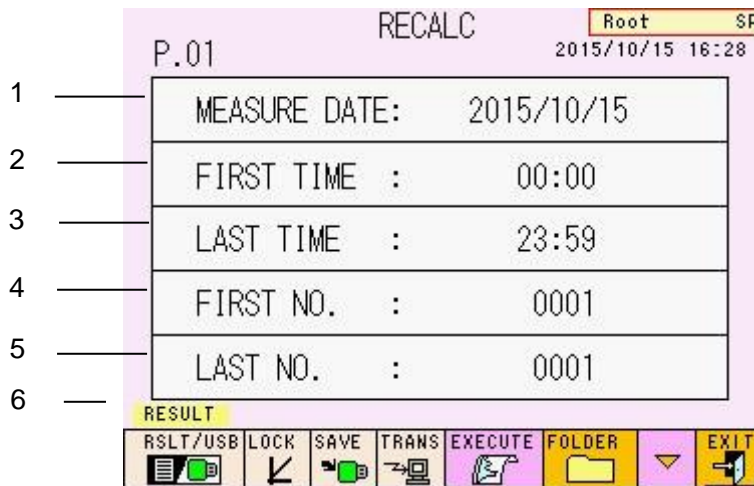 RECALC
Root SP
P.01
2015/10/15 16:28
1 MEASURE DATE: 2015/10/15
2 FIRST TIME : 00:00
3 LAST TIME : 23:59
4 FIRST NO. : 0001
5 LAST NO. : 0001
6 RESULT
RSLT/USB LOCK SAVE TRANS EXECUTE FOLDER EXIT